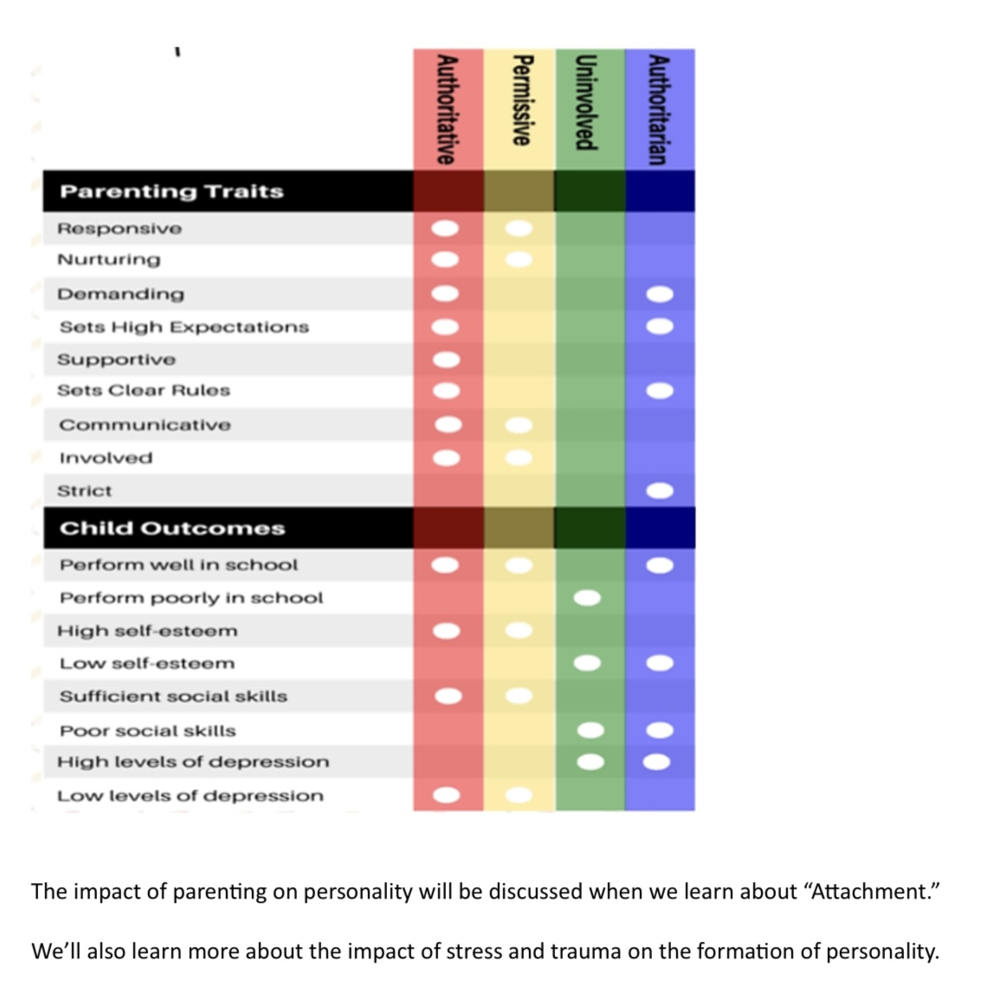 Authoritative
Permissive
Uninvolved
Authoritarian
Parenting Traits
Responsive
Nurturing
Demanding
Sets High Expectations
Supportive
Sets Clear Rules
Communicative
Involved
Strict
Child Outcomes
Perform well in school
Perform poorly in school
High self-esteem
Low self-esteem
Sufficient social skills
Poor social skills
High levels of depression
Low levels of depression
The impact of parenting on personality will be discussed when we learn about “Attachment.”
We’ll also learn more about the impact of stress and trauma on the formation of personality.